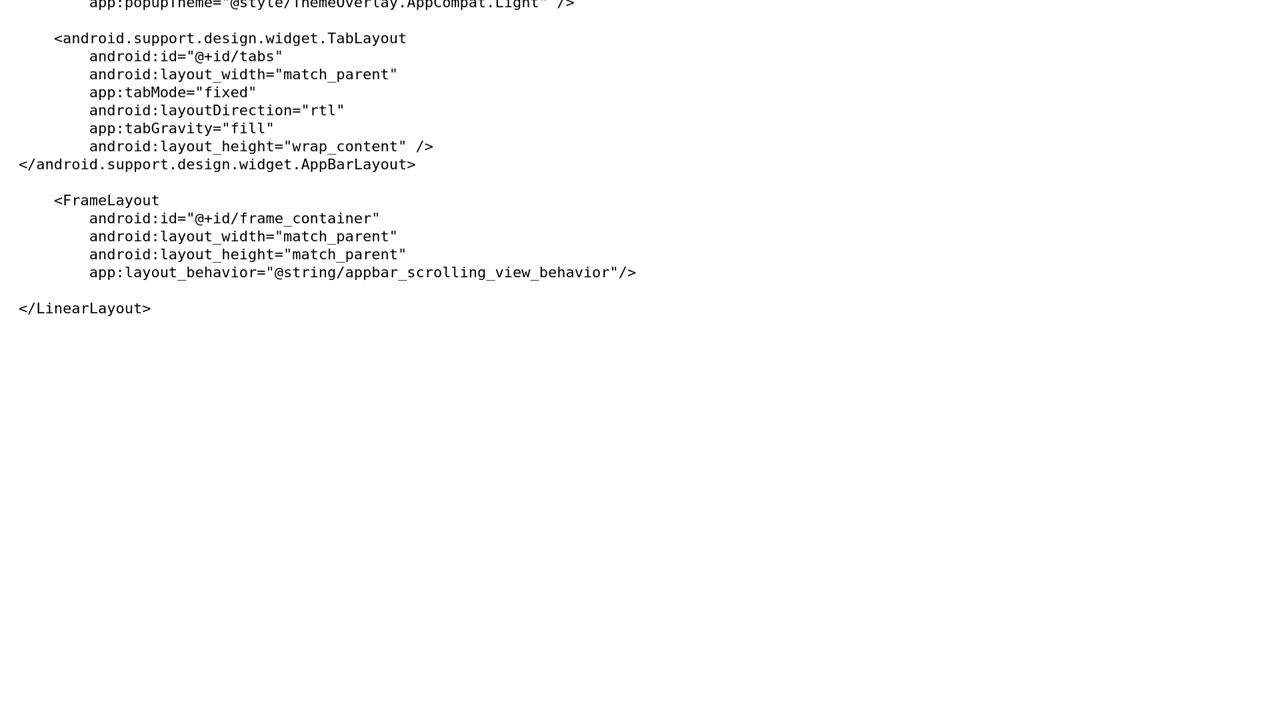 app:popupTheme="@style/ThemeOverlay.AppCompat.Light" />

    <android.support.design.widget.TabLayout
        android:id="@+id/tabs"
        android:layout_width="match_parent"
        app:tabMode="fixed"
        android:layoutDirection="rtl"
        app:tabGravity="fill"
        android:layout_height="wrap_content" />
</android.support.design.widget.AppBarLayout>

    <FrameLayout
        android:id="@+id/frame_container"
        android:layout_width="match_parent"
        android:layout_height="match_parent"
        app:layout_behavior="@string/appbar_scrolling_view_behavior"/>

</LinearLayout>